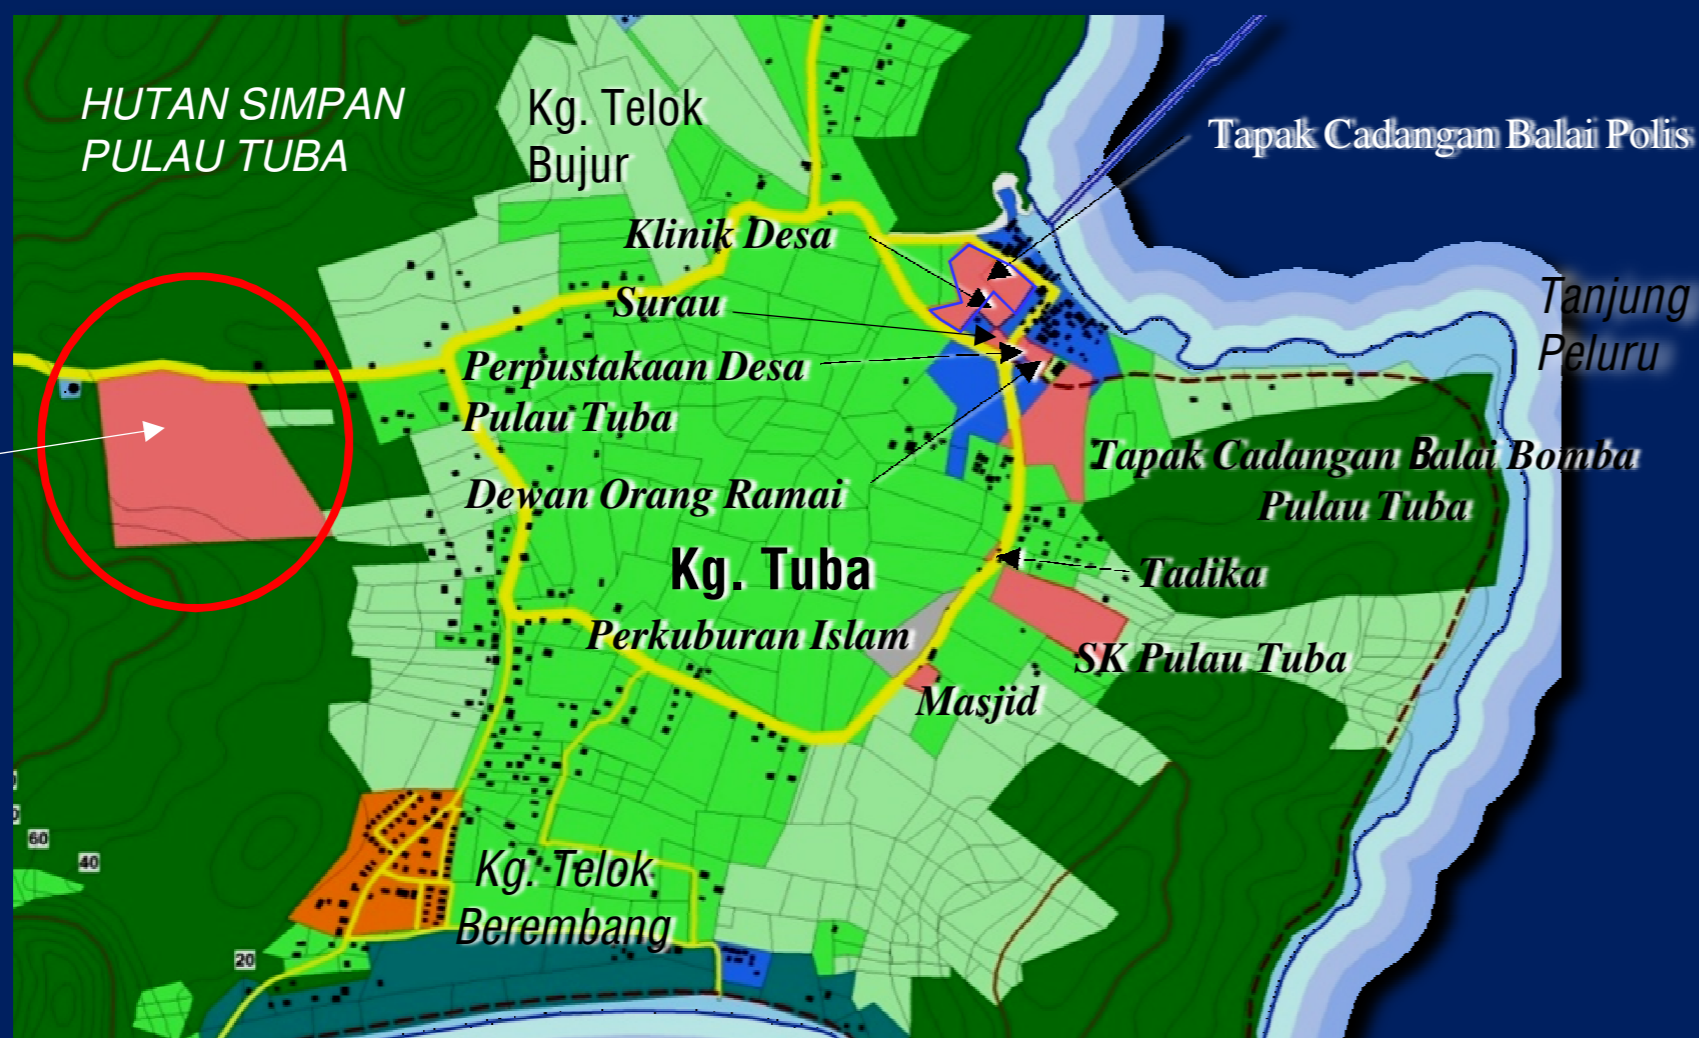 HUTAN SIMPAN
PULAU TUBA
Kg. Telok
Bujur
Tapak Cadangan Balai Polis
Klinik Desa
Surau
Tanjung
Peluru
Perpustakaan Desa
Pulau Tuba
Tapak Cadangan Balai Bomba
Pulau Tuba
Dewan Orang Ramai
Kg. Tuba
Tadika
Perkuburan Islam
SK Pulau Tuba
Masjid
60
40
Kg. Telok
Berembang
20